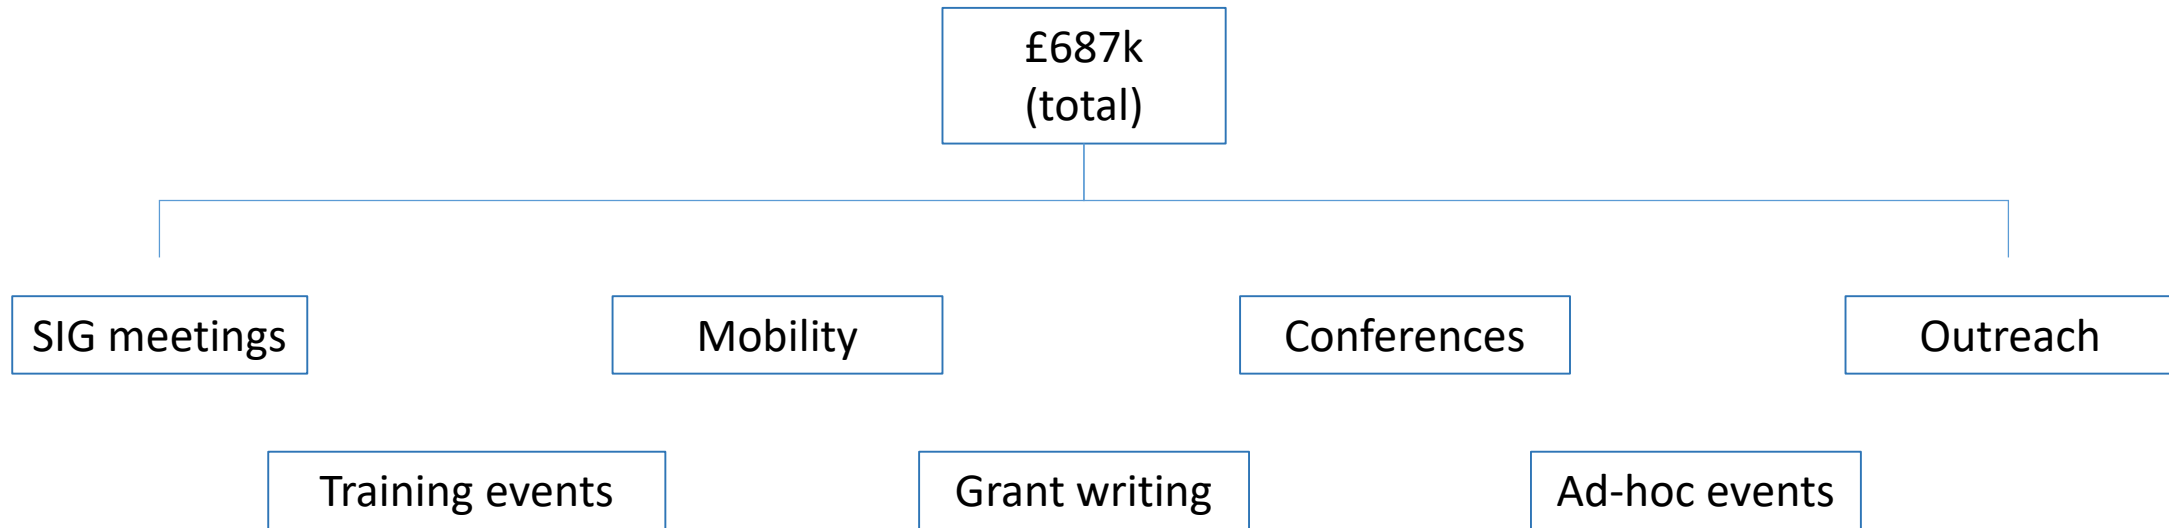 £687k
(total)
SIG meetings
Mobility
Conferences
Outreach
Training events
Grant writing
Ad-hoc events